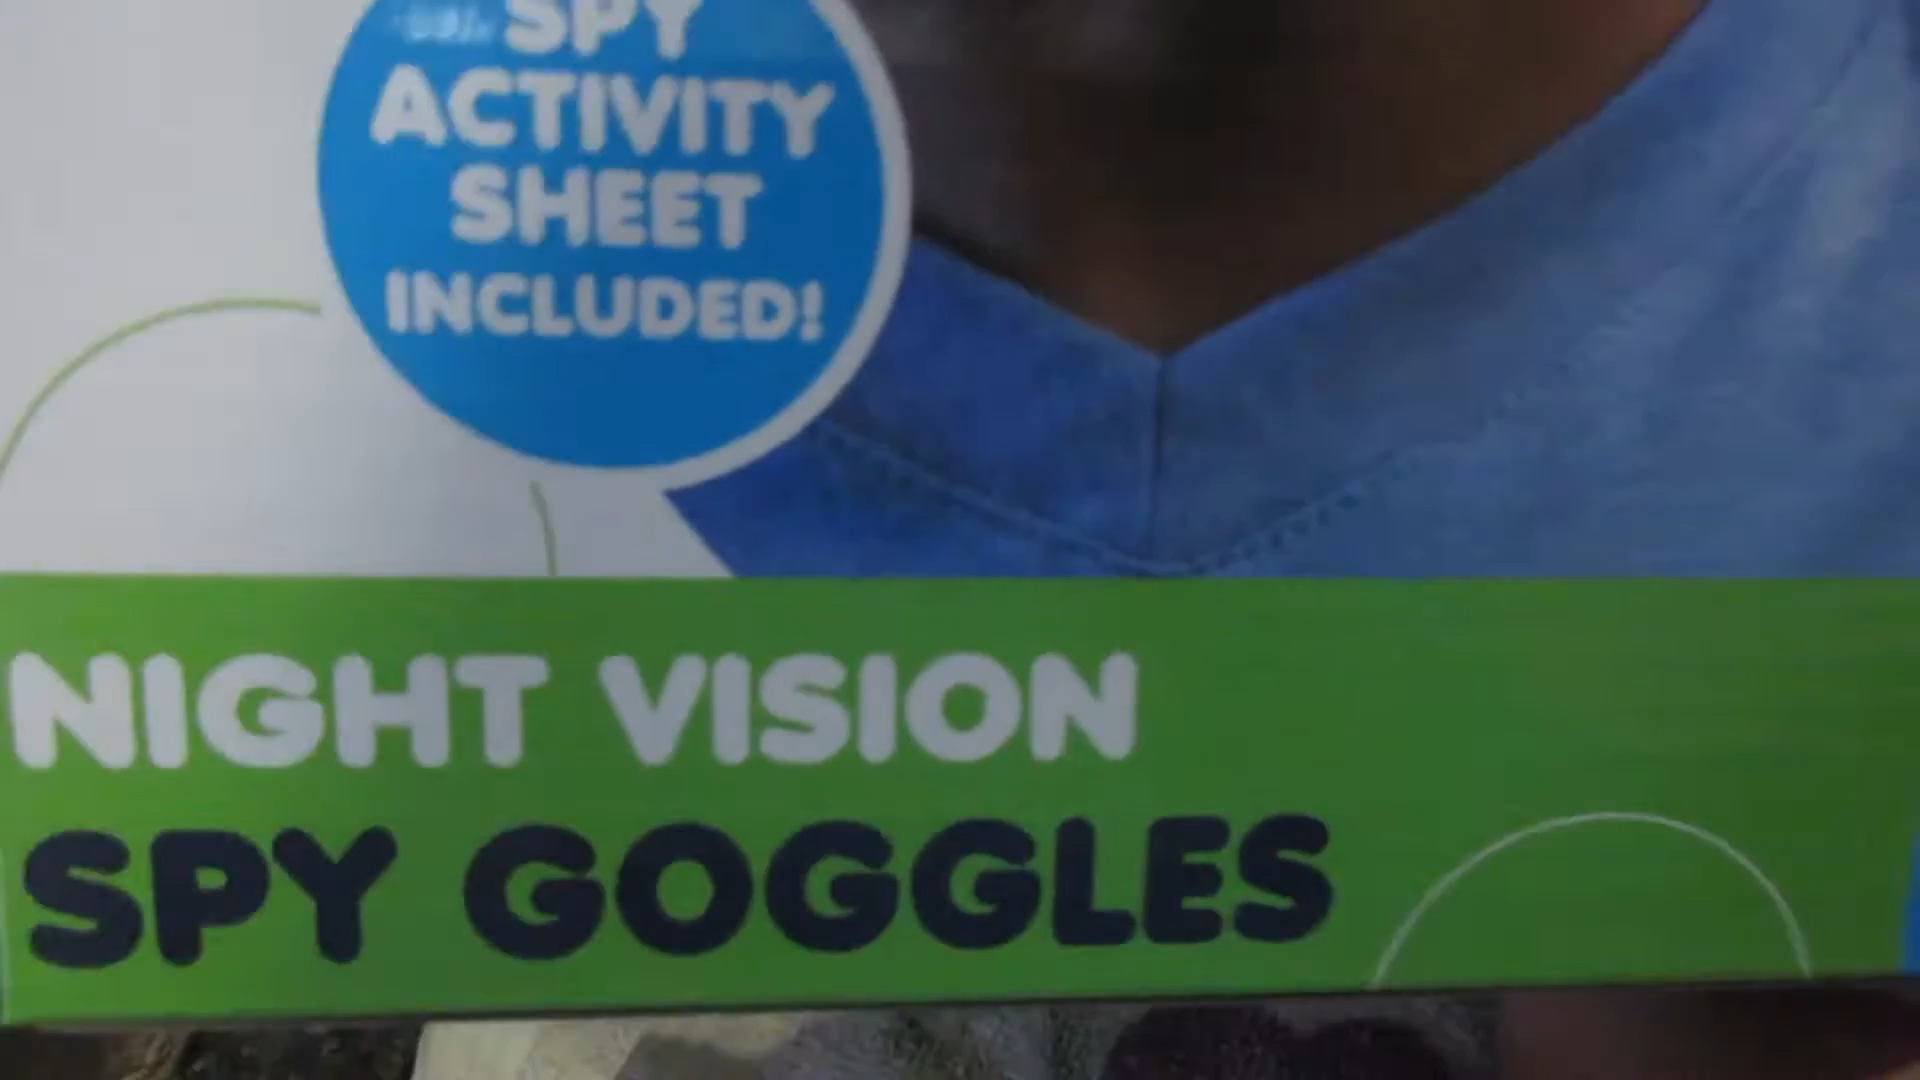 SPY
ACTIVITY
SHEET
INCLUDED!
NIGHT VISION
SPY GOGGLES